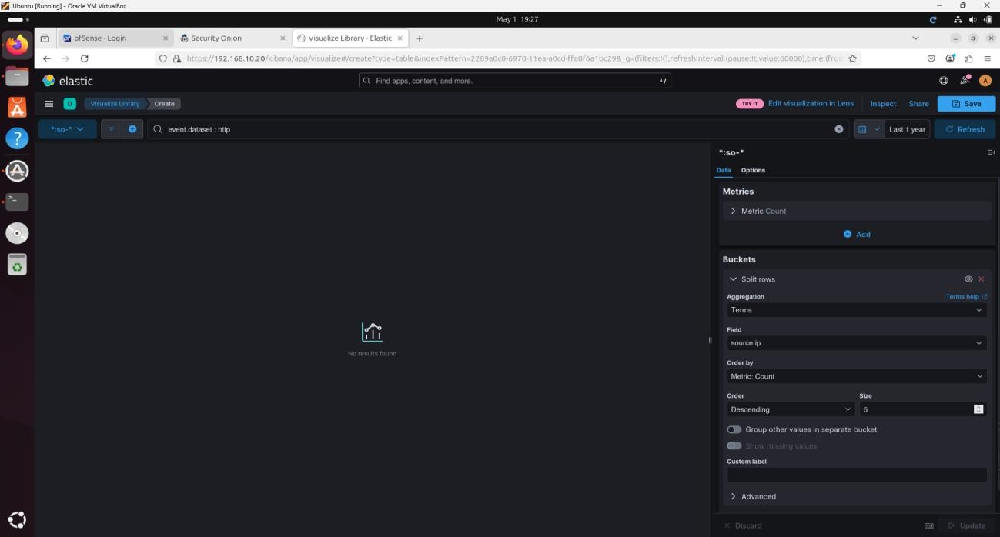 Ubuntu [Running] - Oracle VM VirtualBox
May 1 19:27
pfSense - Login
Security Onion
Visualize Library - Elastic
https://192.168.10.20/kibana/app/visualize#/create?type=table&indexPattern=2289a0c0-6970-11ea-a0cd-ffa0f6a1bc29&_g=(filters:!(),refreshInterval:(pause:!t,value:60000),time:(fron
elastic
Find apps, content, and more.
^/
A
D
Visualize Library
Create
TRY IT
Edit visualization in Lens
Inspect
Share
Save
*:so-*
event.dataset : http
Last 1 year
Refresh
*:so-*
Data
Options
Metrics
Metric Count
Add
Buckets
Split rows
Aggregation
Terms help
Terms
Field
source.ip
Order by
Metric: Count
Order
Size
Descending
5
Group other values in separate bucket
Show missing values
Custom label
Advanced
Discard
Update
No results found